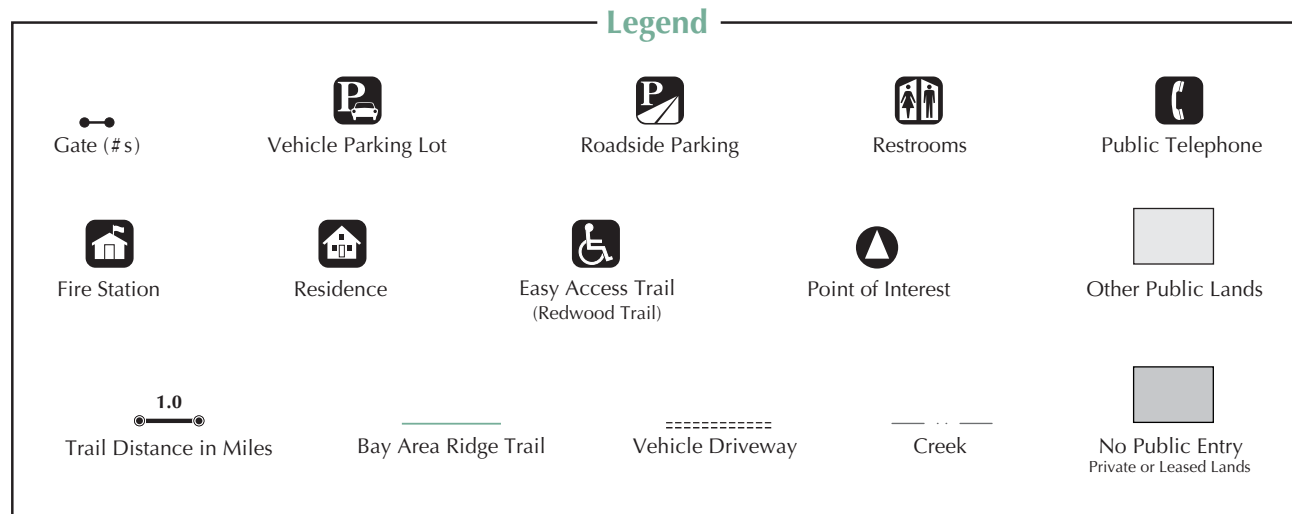 Legend
P
P
Gate (#s)
Vehicle Parking Lot
Roadside Parking
Restrooms
Public Telephone
Fire Station
Residence
Easy Access Trail
(Redwood Trail)
Point of Interest
Other Public Lands
1.0
Trail Distance in Miles
Bay Area Ridge Trail
Vehicle Driveway
Creek
No Public Entry
Private or Leased Lands